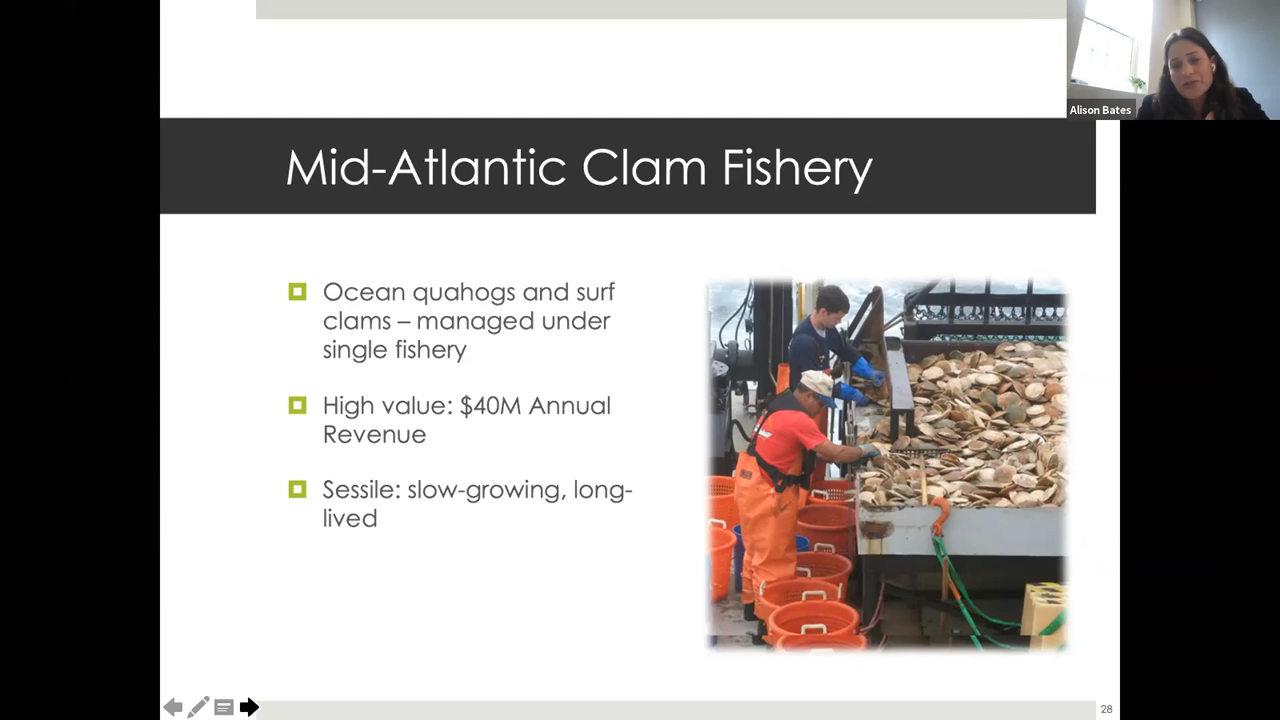 Alison Bates
Mid-Atlantic Clam Fishery
Ocean quahogs and surf
clams – managed under
single fishery
High value: $40M Annual
Revenue
Sessile: slow-growing, long-
lived
28